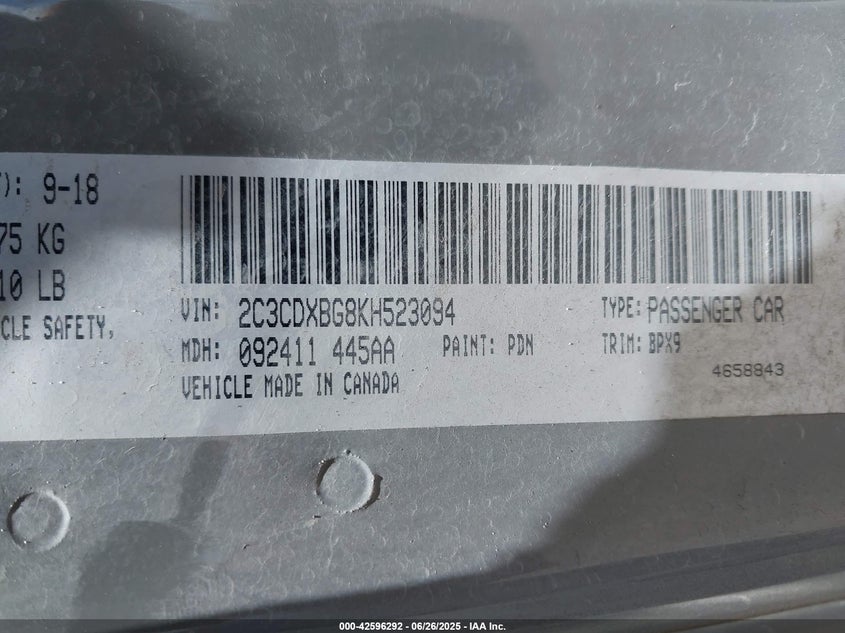 ): 9-18
75 KG
10 LB
CLE SAFETY,
VIN: 2C3CDXBG8KH523094 TYPE: PASSENGER CAR
MDH: 092411 445AA PAINT: PDN TRIM: BPX9
VEHICLE MADE IN CANADA 4658843
000-42596292 - 06/26/2025 - IAA Inc.